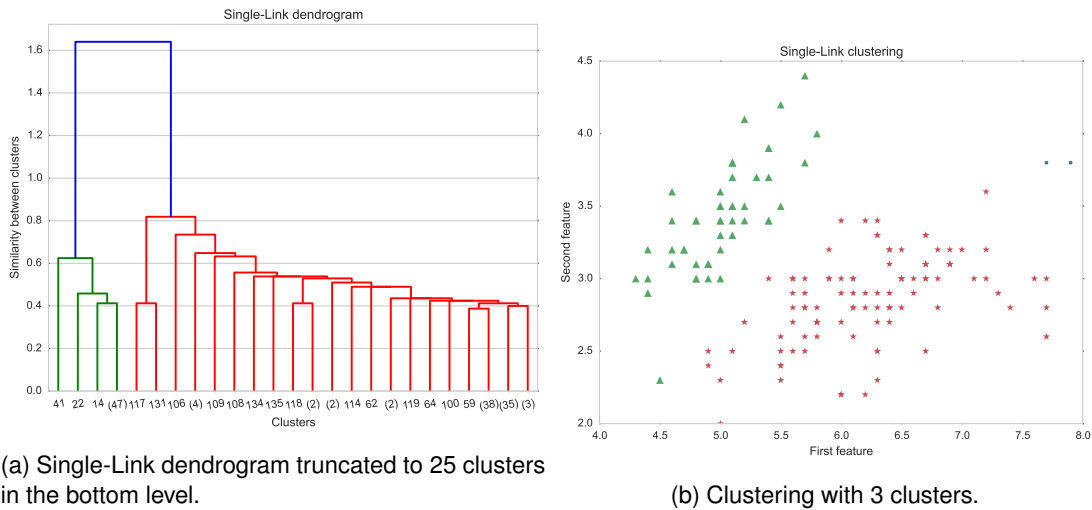 Single-Link dendrogram
1.6
1.4
1.2
1.0
0.8
0.6
0.4
0.2
0.0
Similarity between clusters
41 22 14 (47) 117 131 106 (4) 109 108 134 135 118 (2) (2) 114 62 (2) 119 64 100 59 (38) (35) (3)
Clusters
(a) Single-Link dendrogram truncated to 25 clusters
in the bottom level.
Single-Link clustering
4.5
4.0
3.5
3.0
2.5
2.0
Second feature
4.0 4.5 5.0 5.5 6.0 6.5 7.0 7.5 8.0
First feature
(b) Clustering with 3 clusters.